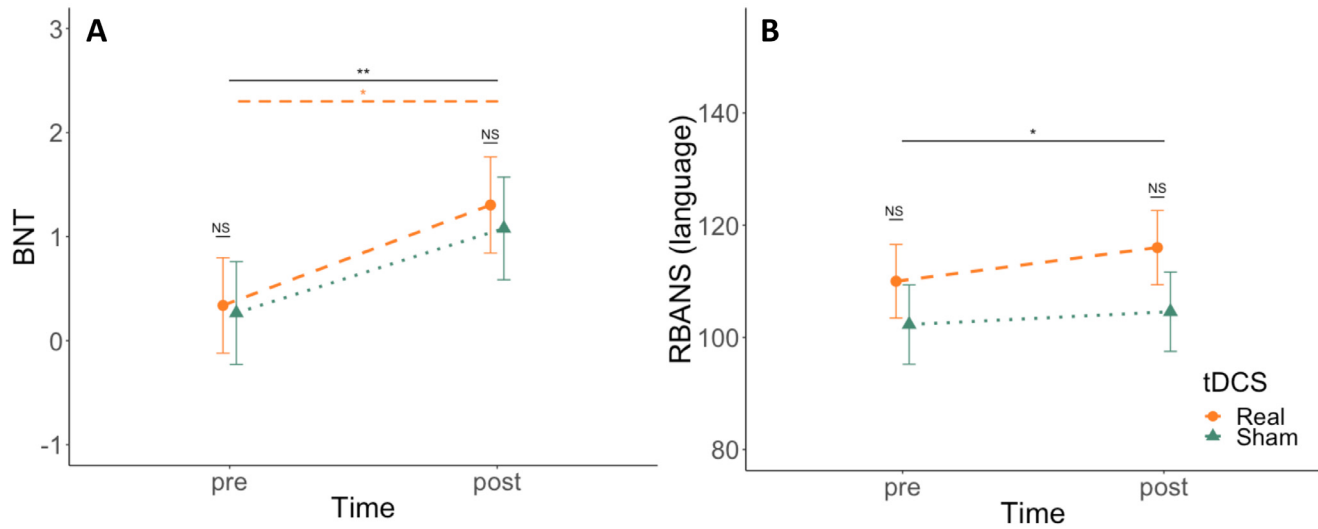 A
BNT
3
2
1
0
-1
**
*
NS
NS
pre
post
Time
B
RBANS (language)
140
120
100
80
*
NS
NS
pre
post
Time
tDCS
Real
Sham